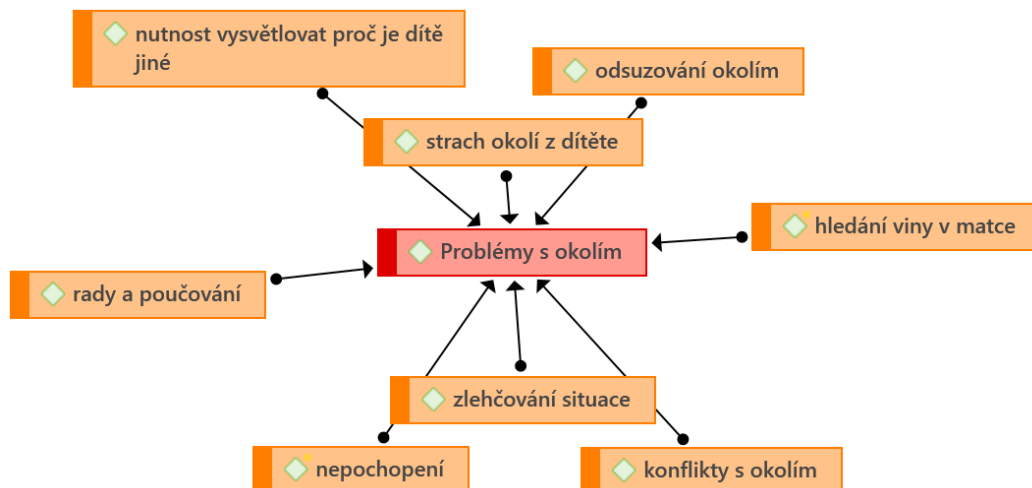 nutnost vysvětlovat proč je dítě
jiné
odsuzování okolím
strach okolí z dítěte
hledání viny v matce
Problémy s okolím
rady a poučování
zlehčování situace
nepochopení
konflikty s okolím